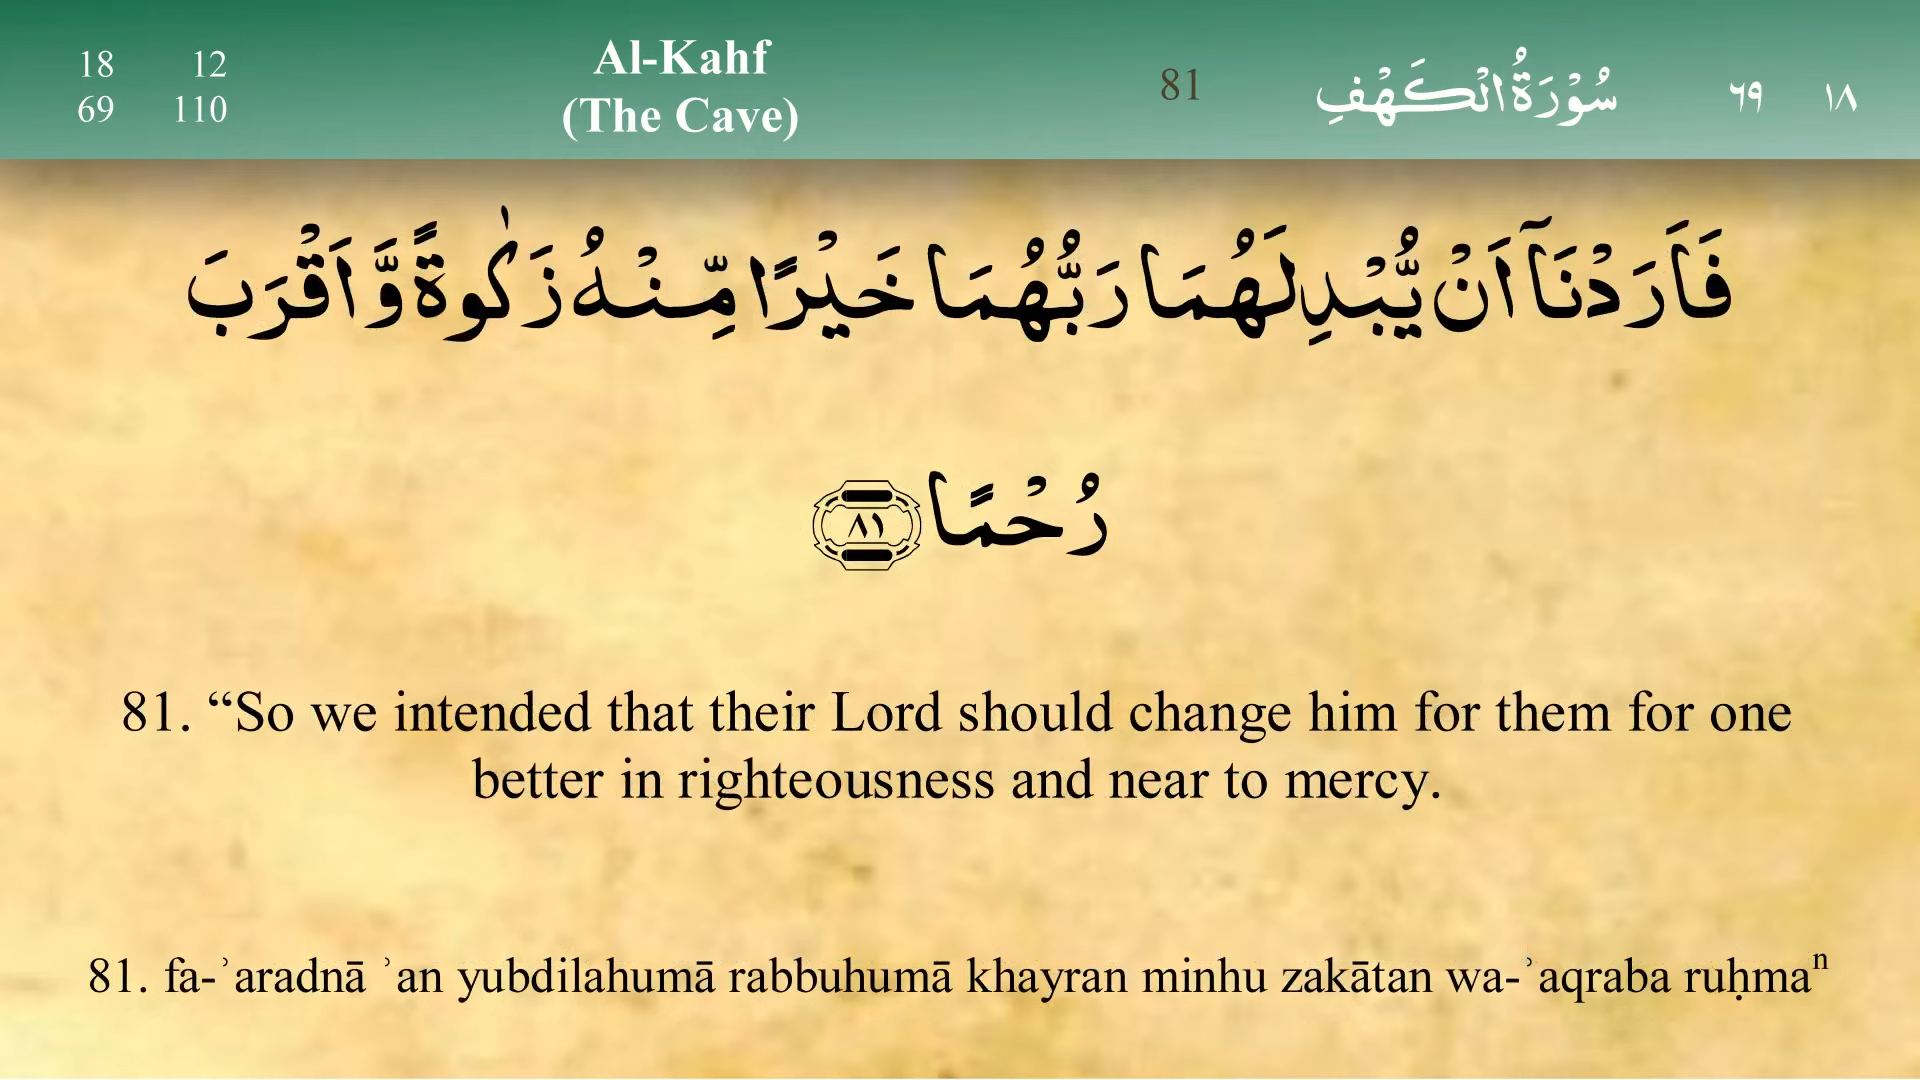 18 12
69 110
Al-Kahf
(The Cave)
81
سُوْرَةُ الْكَهْفِ
٦٩ ١٨
فَاَرَدْنَآ اَنْ يُّبْدِلَهُمَا رَبُّهُمَا خَيْرًا مِّنْهُ زَكٰوةً وَّاَقْرَبَ
رُحْمًا ٨١
81. “So we intended that their Lord should change him for them for one
better in righteousness and near to mercy.
81. fa-ʾaradnā ʾan yubdilahumā rabbuhumā khayran minhu zakātan wa-ʾaqraba ruḥmaⁿ